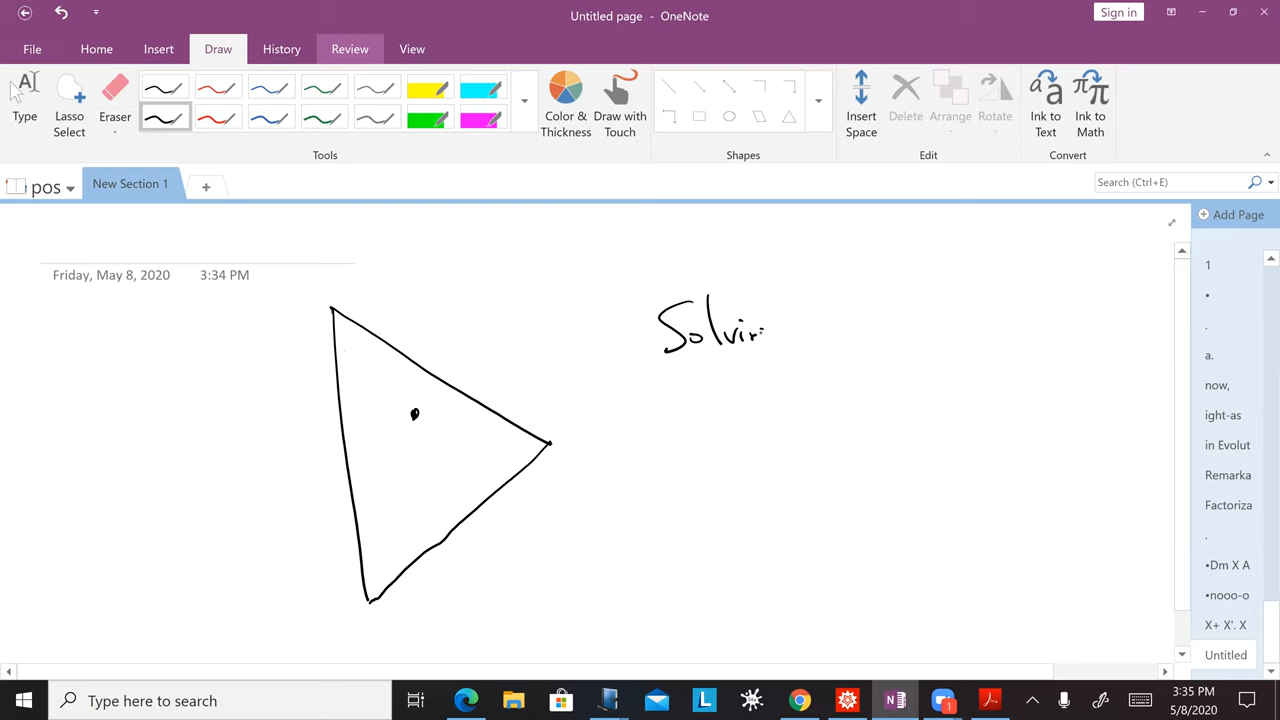 Untitled page - OneNote
Sign in
File Home Insert Draw History Review View
Type
Lasso Select
Eraser
Color & Thickness
Draw with Touch
Insert Space
Delete
Arrange
Rotate
Ink to Text
Ink to Math
Tools
Shapes
Edit
Convert
pos
New Section 1
Search (Ctrl+E)
Add Page
Friday, May 8, 2020 3:34 PM
Solvin
1
•
.
a.
now,
ight-as
in Evolut
Remarka
Factoriza
.
•Dm X A
•nooo-o
X+ X'. X
Untitled
Type here to search
3:35 PM
5/8/2020